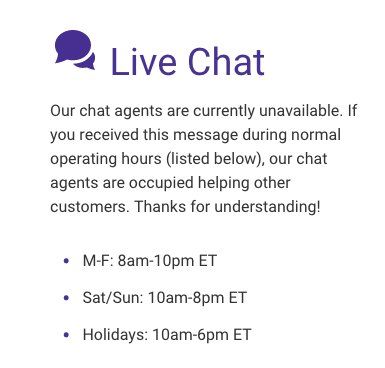 Live Chat
Our chat agents are currently unavailable. If
you received this message during normal
operating hours (listed below), our chat
agents are occupied helping other
customers. Thanks for understanding!
• M-F: 8am-10pm ET
• Sat/Sun: 10am-8pm ET
• Holidays: 10am-6pm ET